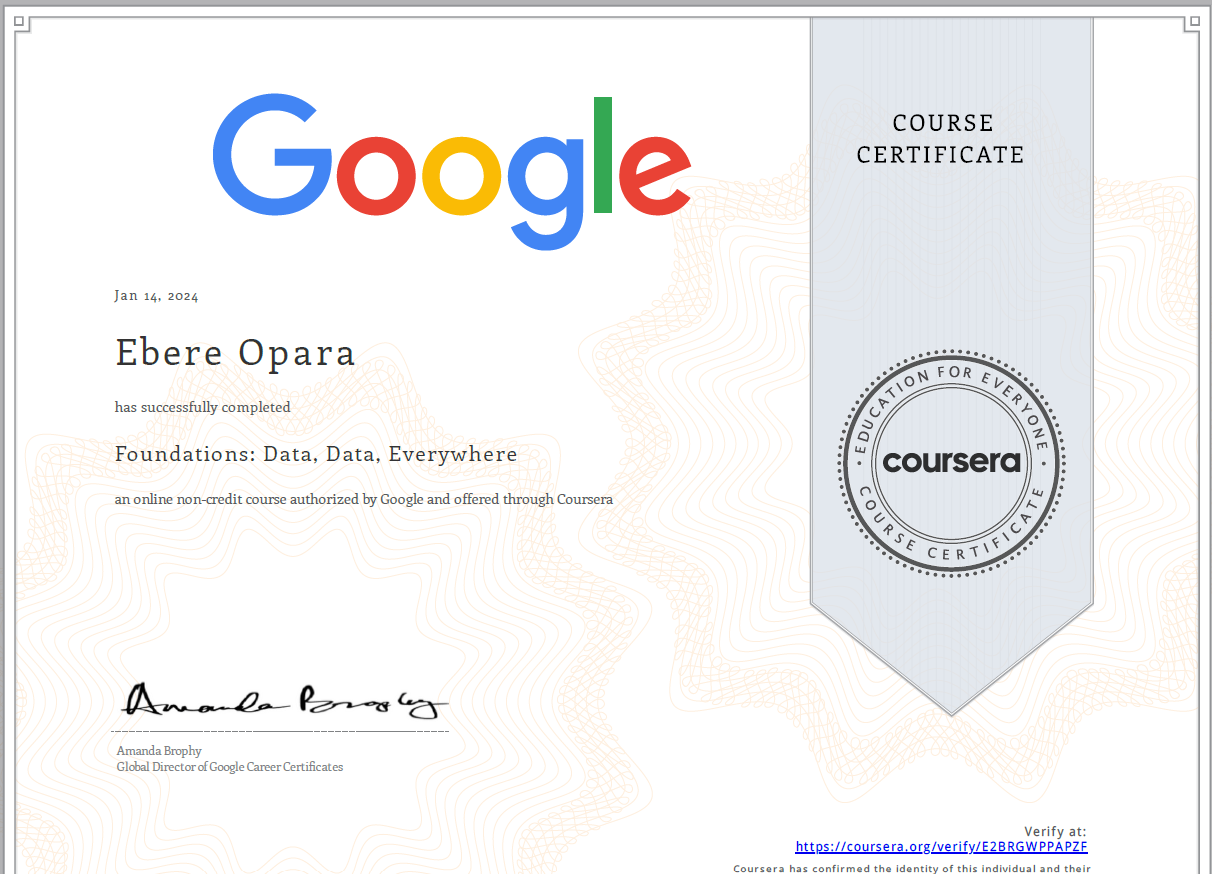 Google
COURSE
CERTIFICATE
Jan 14, 2024
Ebere Opara
has successfully completed
Foundations: Data, Data, Everywhere
an online non-credit course authorized by Google and offered through Coursera
EDUCATION FOR EVERYONE
coursera
COURSE CERTIFICATE
Amanda Brophy
Amanda Brophy
Global Director of Google Career Certificates
Verify at:
https://coursera.org/verify/E2BRGWPPAPZF
Coursera has confirmed the identity of this individual and their